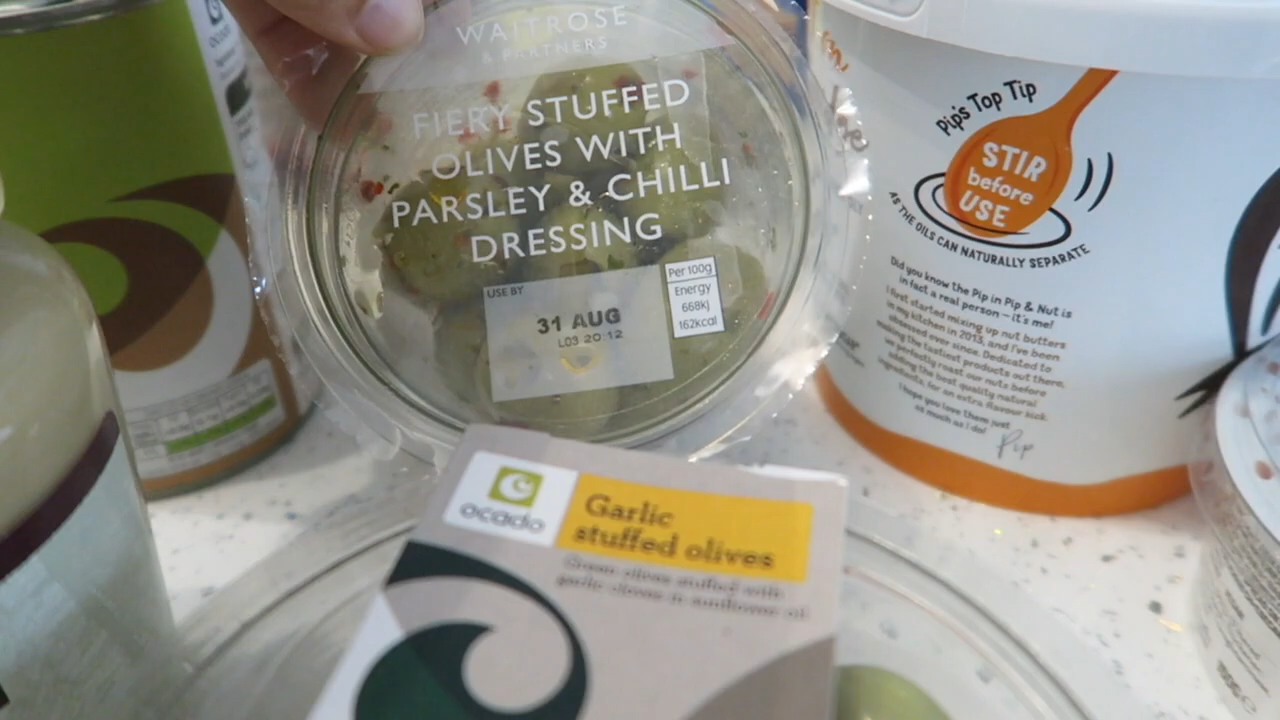 WAITROSE
& PARTNERS
FIERY STUFFED
OLIVES WITH
PARSLEY & CHILLI
DRESSING
USE BY
31 AUG
L03 20:12
Per 100g
Energy
668kJ
162kcal
ocado
Garlic
stuffed olives
Green olives stuffed with
garlic cloves in sunflower oil
Pip's Top Tip
STIR
before
USE
AS THE OILS CAN NATURALLY SEPARATE
Did you know the Pip in Pip & Nut is
in fact a real person – it's me!
I first started mixing up nut butters
in my kitchen in 2013, and I've been
obsessed ever since. Dedicated to
making the tastiest products out there,
we perfectly roast our nuts before
adding the best quality natural
ingredients, for an extra flavour kick.
I hope you love them just
as much as I do!
Pip
ocado